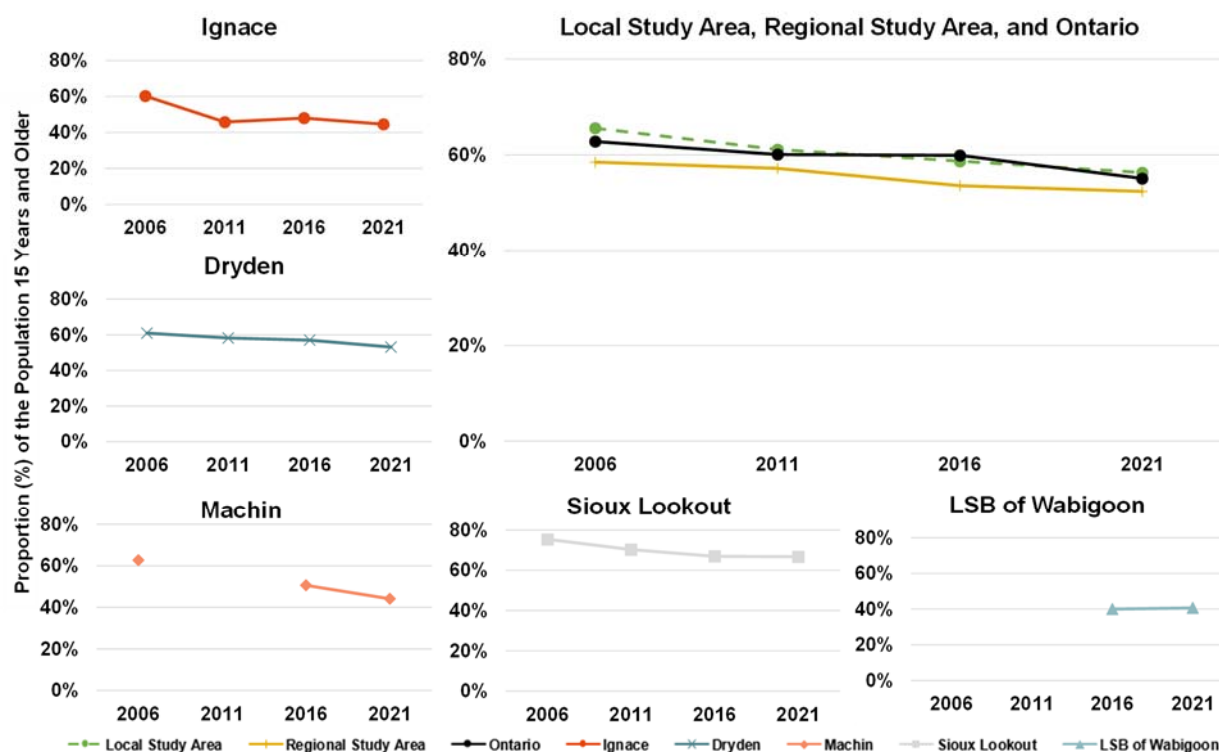 Proportion (%) of the Population 15 Years and Older
Ignace
80%
60%
40%
20%
0%
2006 2011 2016 2021
Local Study Area, Regional Study Area, and Ontario
80%
60%
40%
20%
0%
2006 2011 2016 2021
Dryden
80%
60%
40%
20%
0%
2006 2011 2016 2021
Machin
80%
60%
40%
20%
0%
2006 2011 2016 2021
Sioux Lookout
80%
60%
40%
20%
0%
2006 2011 2016 2021
LSB of Wabigoon
80%
60%
40%
20%
0%
2006 2011 2016 2021
Local Study Area Regional Study Area Ontario Ignace Dryden Machin Sioux Lookout LSB of Wabigoon